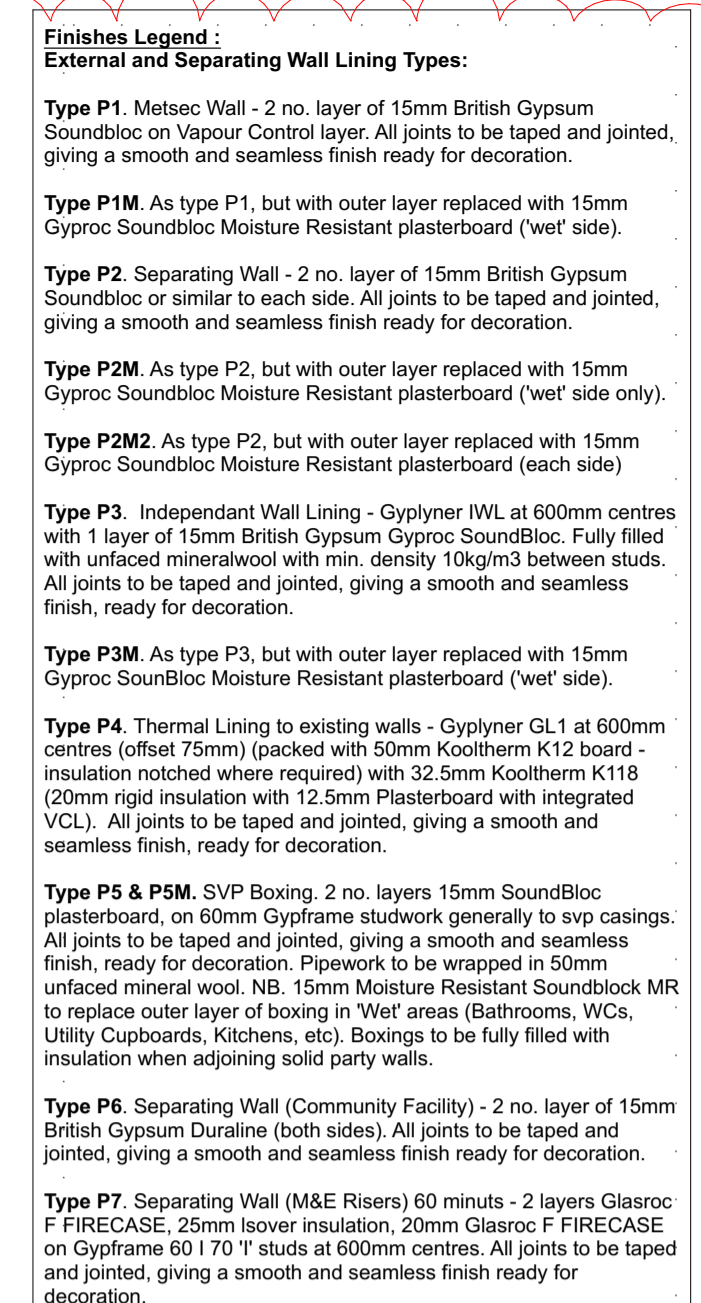 Finishes Legend :
External and Separating Wall Lining Types:
Type P1. Metsec Wall - 2 no. layer of 15mm British Gypsum
Soundbloc on Vapour Control layer. All joints to be taped and jointed,
giving a smooth and seamless finish ready for decoration.
Type P1M. As type P1, but with outer layer replaced with 15mm
Gyproc Soundbloc Moisture Resistant plasterboard ('wet' side).
Type P2. Separating Wall - 2 no. layer of 15mm British Gypsum
Soundbloc or similar to each side. All joints to be taped and jointed,
giving a smooth and seamless finish ready for decoration.
Type P2M. As type P2, but with outer layer replaced with 15mm
Gyproc Soundbloc Moisture Resistant plasterboard ('wet' side only).
Type P2M2. As type P2, but with outer layer replaced with 15mm
Gyproc Soundbloc Moisture Resistant plasterboard (each side)
Type P3.  Independant Wall Lining - Gyplyner IWL at 600mm centres
with 1 layer of 15mm British Gypsum Gyproc SoundBloc. Fully filled
with unfaced mineralwool with min. density 10kg/m3 between studs.
All joints to be taped and jointed, giving a smooth and seamless
finish, ready for decoration.
Type P3M. As type P3, but with outer layer replaced with 15mm
Gyproc SounBloc Moisture Resistant plasterboard ('wet' side).
Type P4. Thermal Lining to existing walls - Gyplyner GL1 at 600mm
centres (offset 75mm) (packed with 50mm Kooltherm K12 board -
insulation notched where required) with 32.5mm Kooltherm K118
(20mm rigid insulation with 12.5mm Plasterboard with integrated
VCL).  All joints to be taped and jointed, giving a smooth and
seamless finish, ready for decoration.
Type P5 & P5M. SVP Boxing. 2 no. layers 15mm SoundBloc
plasterboard, on 60mm Gypframe studwork generally to svp casings.
All joints to be taped and jointed, giving a smooth and seamless
finish, ready for decoration. Pipework to be wrapped in 50mm
unfaced mineral wool. NB. 15mm Moisture Resistant Soundblock MR
to replace outer layer of boxing in 'Wet' areas (Bathrooms, WCs,
Utility Cupboards, Kitchens, etc). Boxings to be fully filled with
insulation when adjoining solid party walls.
Type P6. Separating Wall (Community Facility) - 2 no. layer of 15mm
British Gypsum Duraline (both sides). All joints to be taped and
jointed, giving a smooth and seamless finish ready for decoration.
Type P7. Separating Wall (M&E Risers) 60 minuts - 2 layers Glasroc
F FIRECASE, 25mm Isover insulation, 20mm Glasroc F FIRECASE
on Gypframe 60 I 70 'I' studs at 600mm centres. All joints to be taped
and jointed, giving a smooth and seamless finish ready for
decoration.